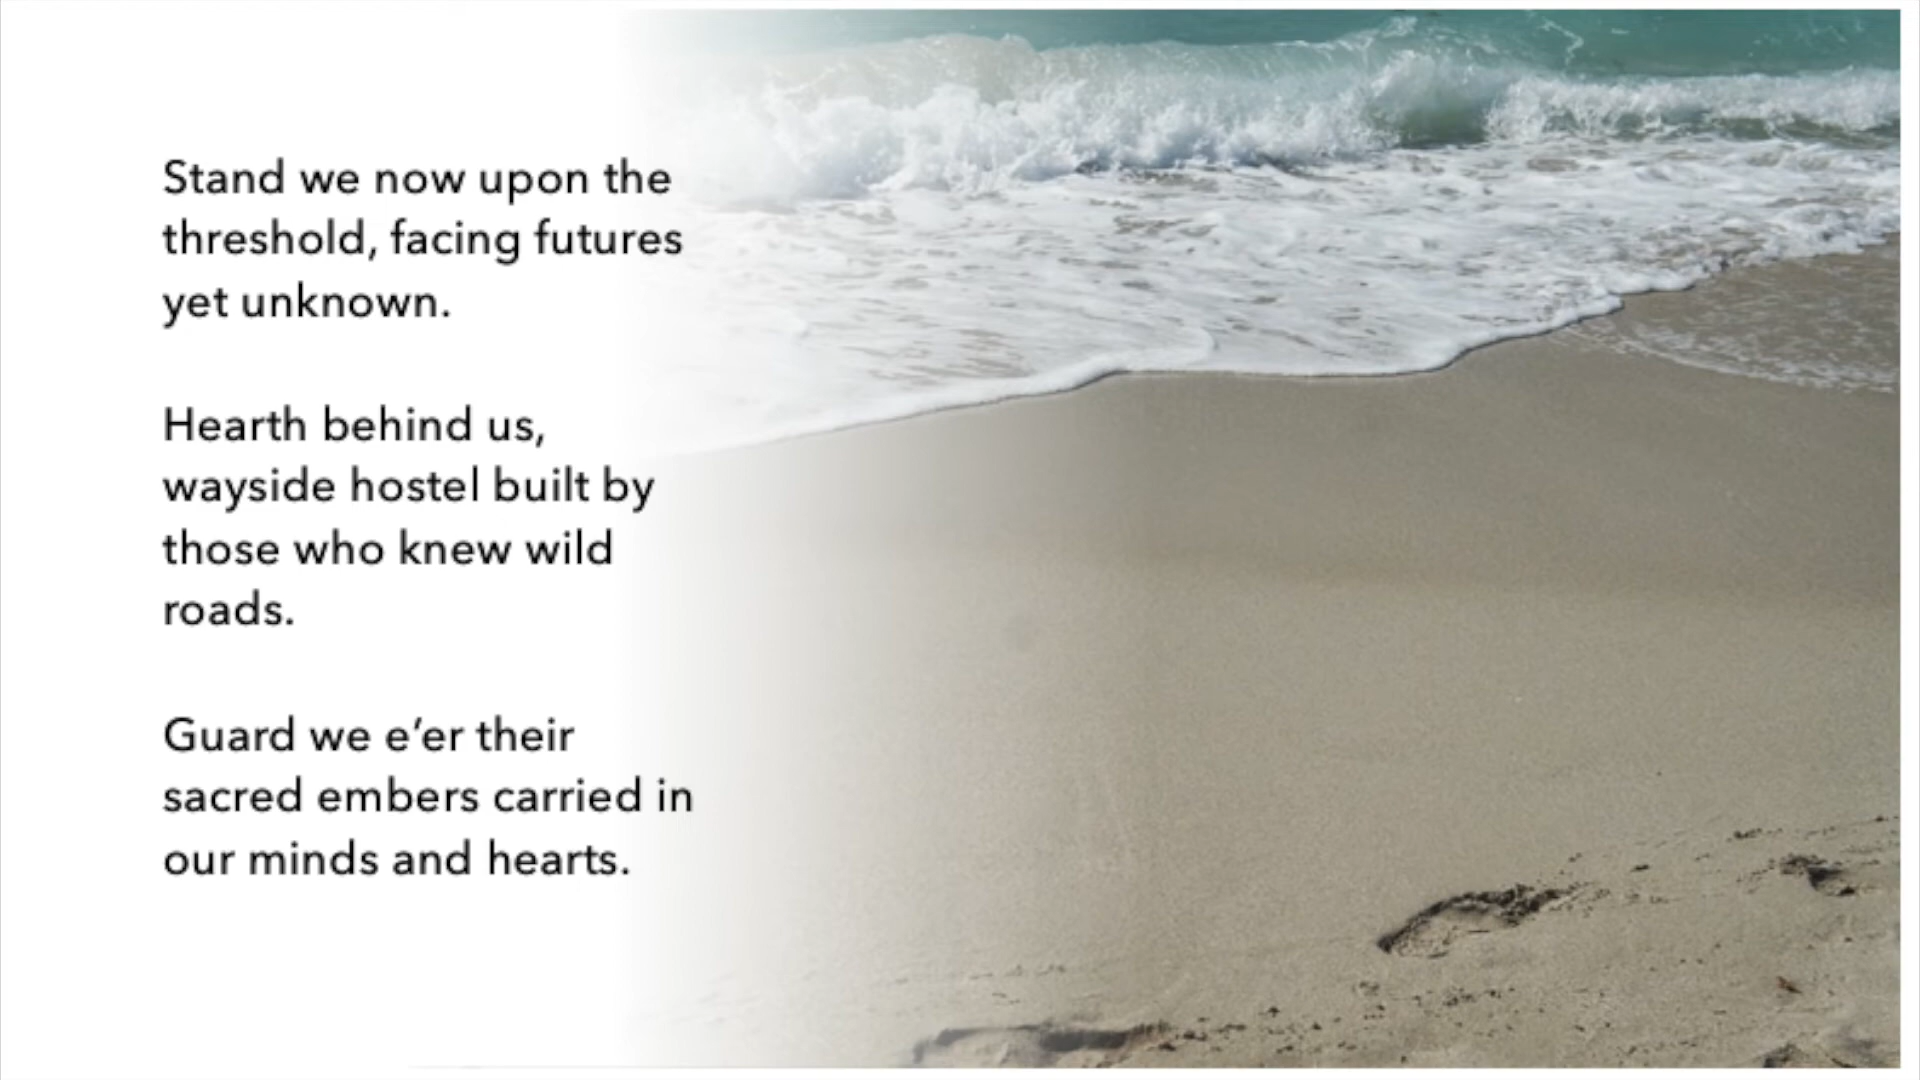 Stand we now upon the
threshold, facing futures
yet unknown.
Hearth behind us,
wayside hostel built by
those who knew wild
roads.
Guard we e’er their
sacred embers carried in
our minds and hearts.